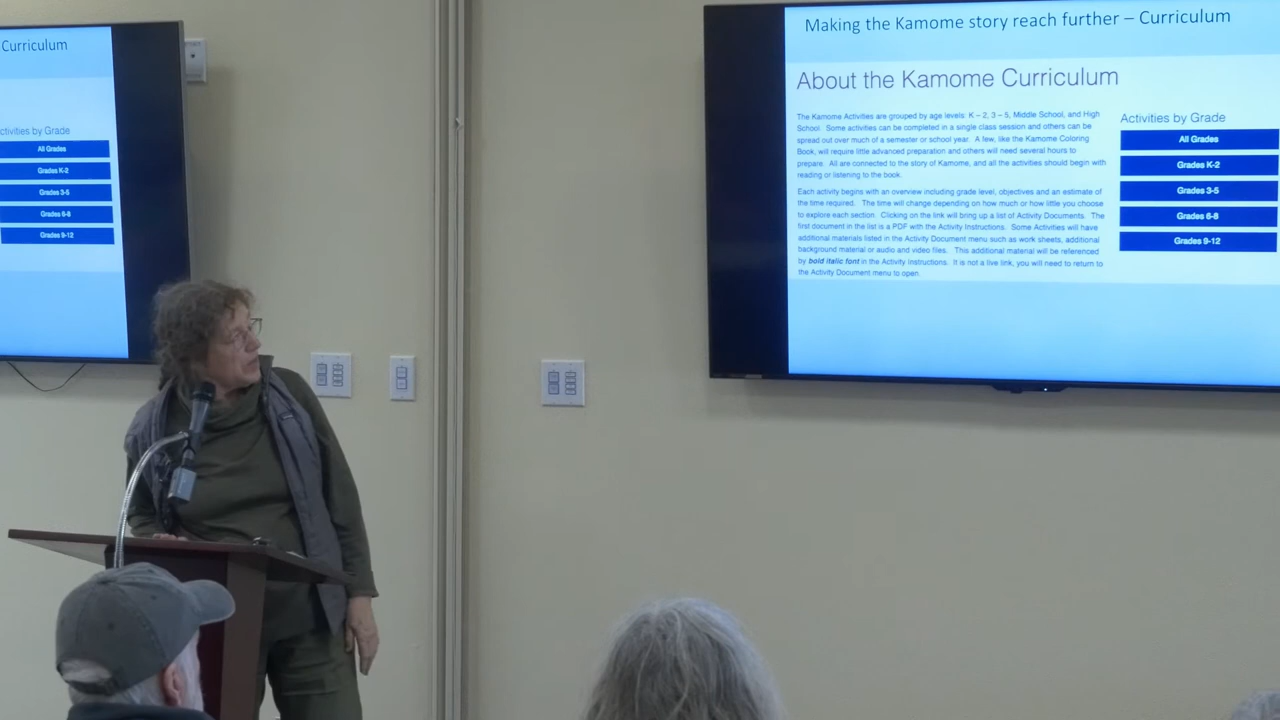 Curriculum
ctivities by Grade
All Grades
Grades K-2
Grades 3-5
Grades 6-8
Grades 9-12
Making the Kamome story reach further – Curriculum
About the Kamome Curriculum
The Kamome Activities are grouped by age levels: K – 2, 3 – 5, Middle School, and High
School. Some activities can be completed in a single class session and others can be
spread out over much of a semester or school year. A few, like the Kamome Coloring
Book, will require little advanced preparation and others will need several hours to
prepare. All are connected to the story of Kamome, and all the activities should begin with
reading or listening to the book.
Each activity begins with an overview including grade level, objectives and an estimate of
the time required. The time will change depending on how much or how little you choose
to explore each section. Clicking on the link will bring up a list of Activity Documents. The
first document in the list is a PDF with the Activity Instructions. Some Activities will have
additional materials listed in the Activity Document menu such as work sheets, additional
background material or audio and video files. This additional material will be referenced
by bold italic font in the Activity Instructions. It is not a live link, you will need to return to
the Activity Document menu to open.
Activities by Grade
All Grades
Grades K-2
Grades 3-5
Grades 6-8
Grades 9-12